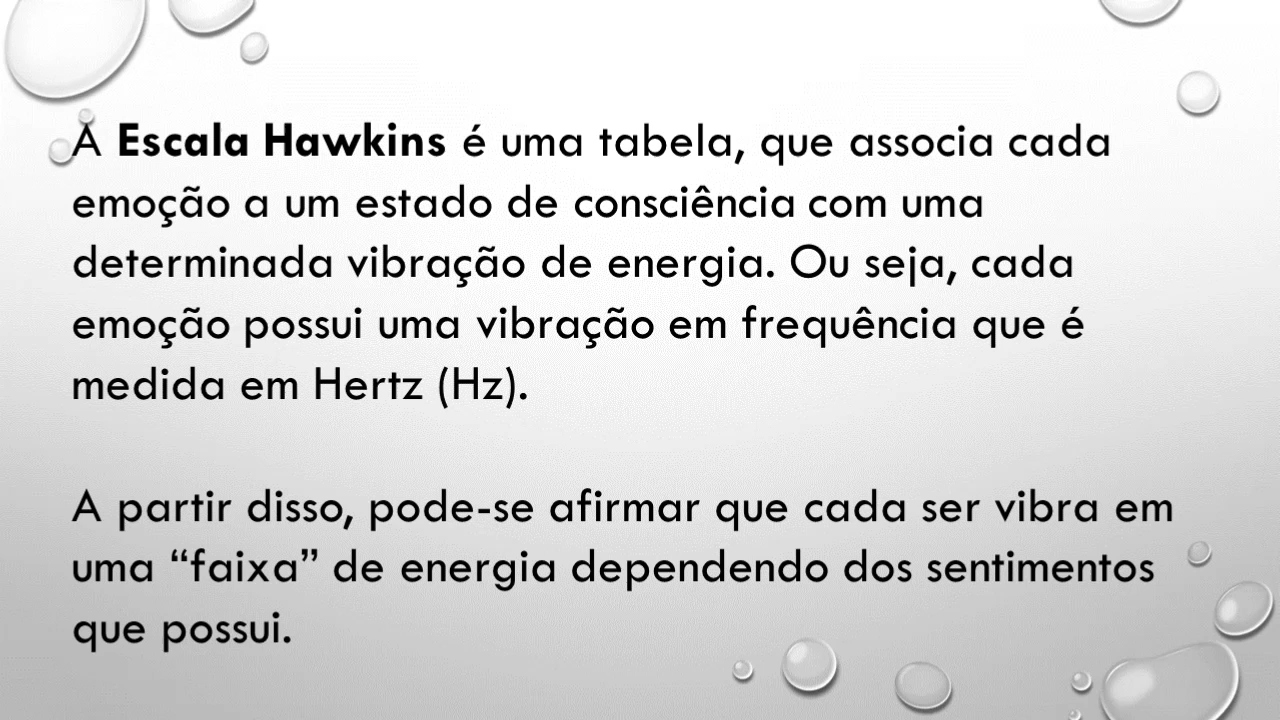 A Escala Hawkins é uma tabela, que associa cada
emoção a um estado de consciência com uma
determinada vibração de energia. Ou seja, cada
emoção possui uma vibração em frequência que é
medida em Hertz (Hz).
A partir disso, pode-se afirmar que cada ser vibra em
uma “faixa” de energia dependendo dos sentimentos
que possui.